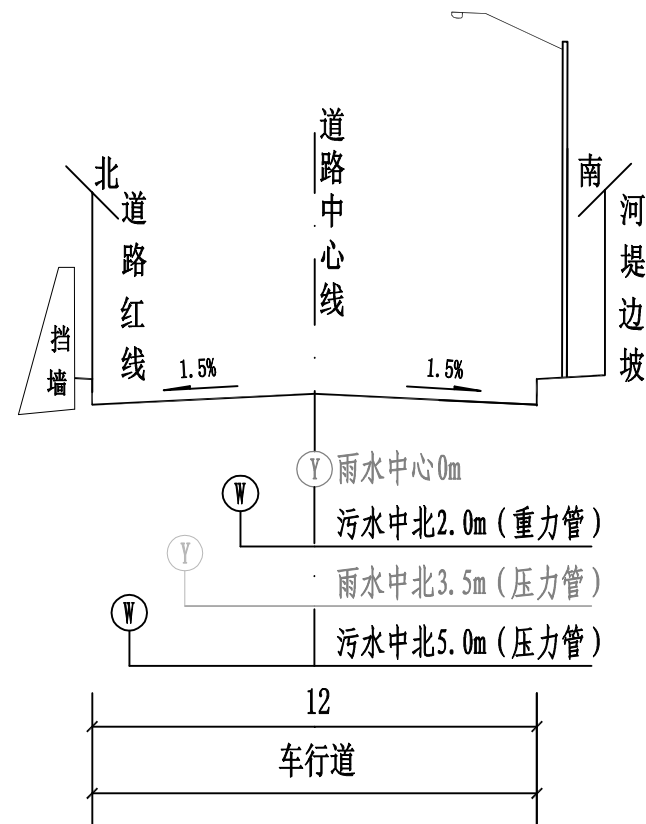 道路中心线
北
道路红线
南
河堤边坡
挡墙
1.5%
1.5%
Y
雨水中心0m
W
污水中北2.0m（重力管）
Y
雨水中北3.5m（压力管）
W
污水中北5.0m（压力管）
12
车行道